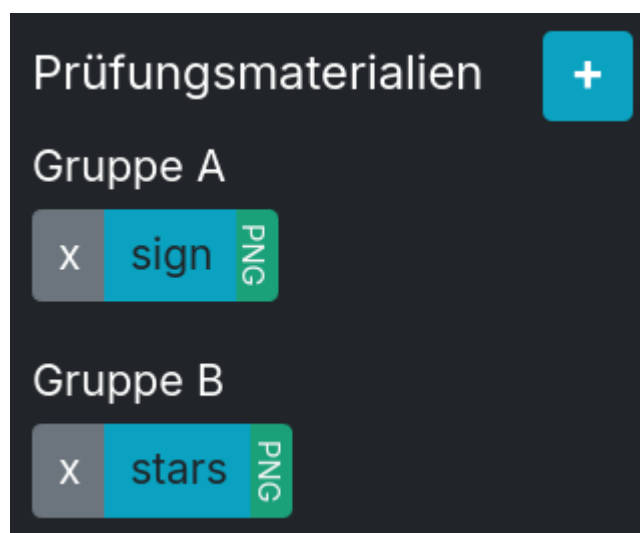 Prüfungsmaterialien +
Gruppe A
x sign PNG
Gruppe B
x stars PNG